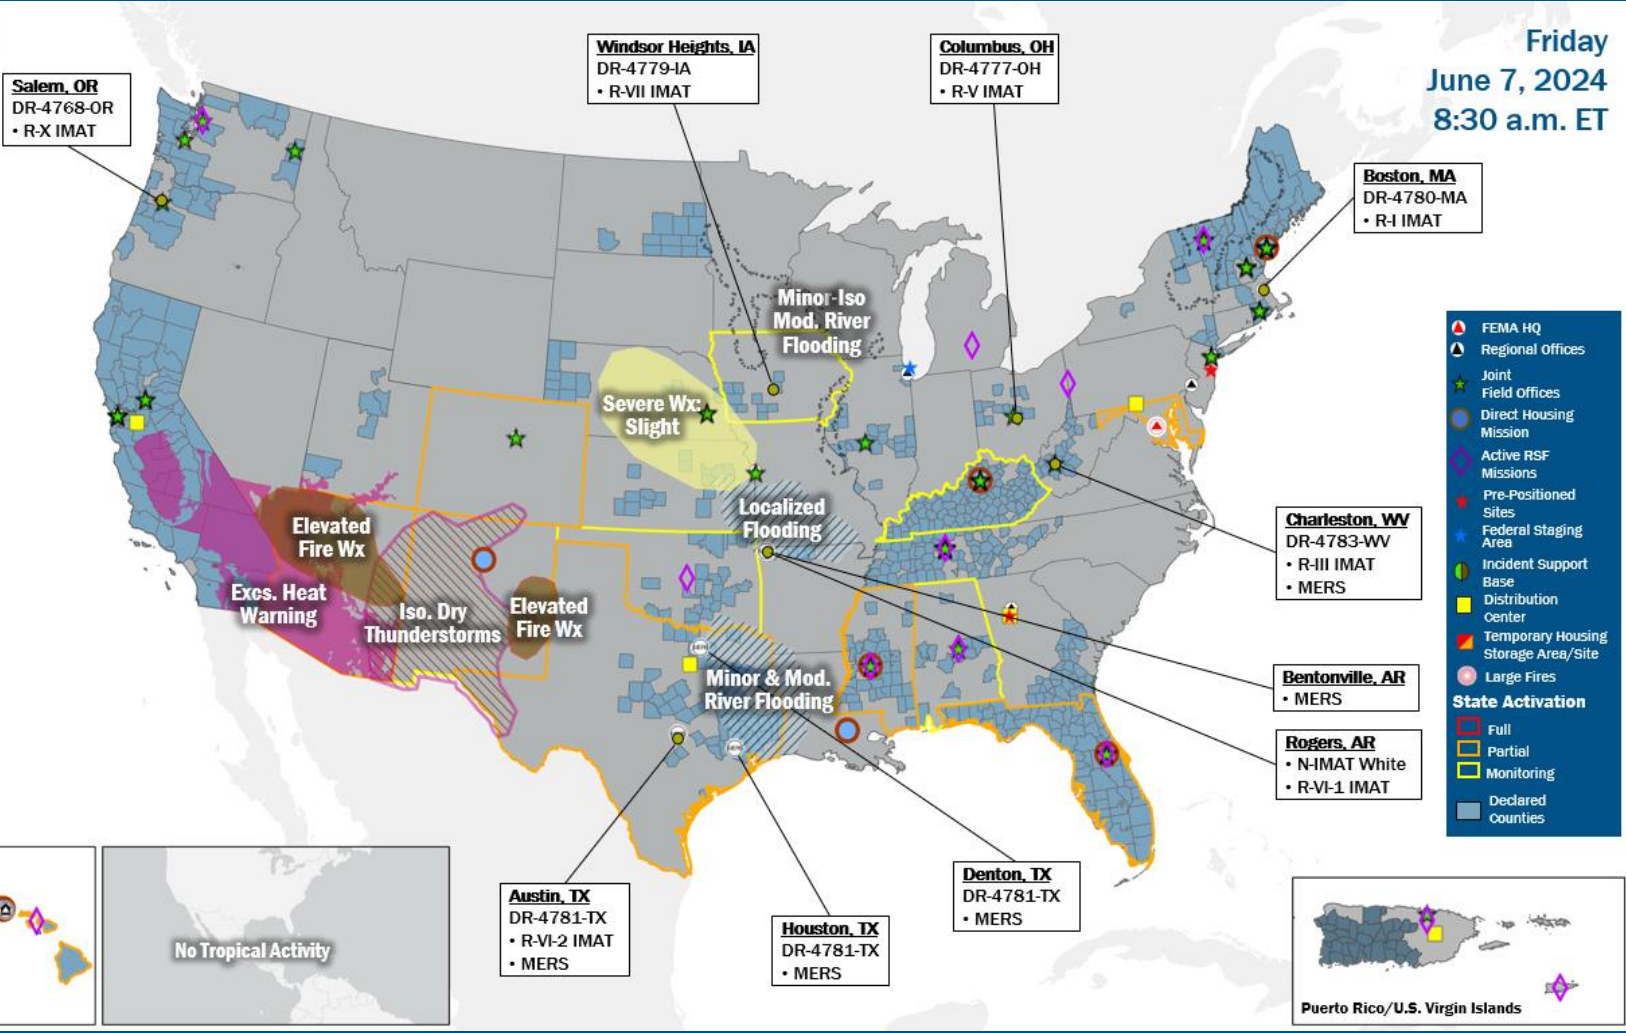 Friday
June 7, 2024
8:30 a.m. ET
Salem, OR
DR-4768-OR
• R-X IMAT
Windsor Heights, IA
DR-4779-IA
• R-VII IMAT
Columbus, OH
DR-4777-OH
• R-V IMAT
Boston, MA
DR-4780-MA
• R-I IMAT
Minor-Iso
Mod. River
Flooding
Severe Wx:
Slight
Localized
Flooding
Elevated
Fire Wx
Excs. Heat
Warning
Iso. Dry
Thunderstorms
Elevated
Fire Wx
Minor & Mod.
River Flooding
Charleston, WV
DR-4783-WV
• R-III IMAT
• MERS
Bentonville, AR
• MERS
Rogers, AR
• N-IMAT White
• R-VI-1 IMAT
Denton, TX
DR-4781-TX
• MERS
Houston, TX
DR-4781-TX
• MERS
Austin, TX
DR-4781-TX
• R-VI-2 IMAT
• MERS
FEMA HQ
Regional Offices
Joint
Field Offices
Direct Housing
Mission
Active RSF
Missions
Pre-Positioned
Sites
Federal Staging
Area
Incident Support
Base
Distribution
Center
Temporary Housing
Storage Area/Site
Large Fires
State Activation
Full
Partial
Monitoring
Declared
Counties
No Tropical Activity
Puerto Rico/U.S. Virgin Islands